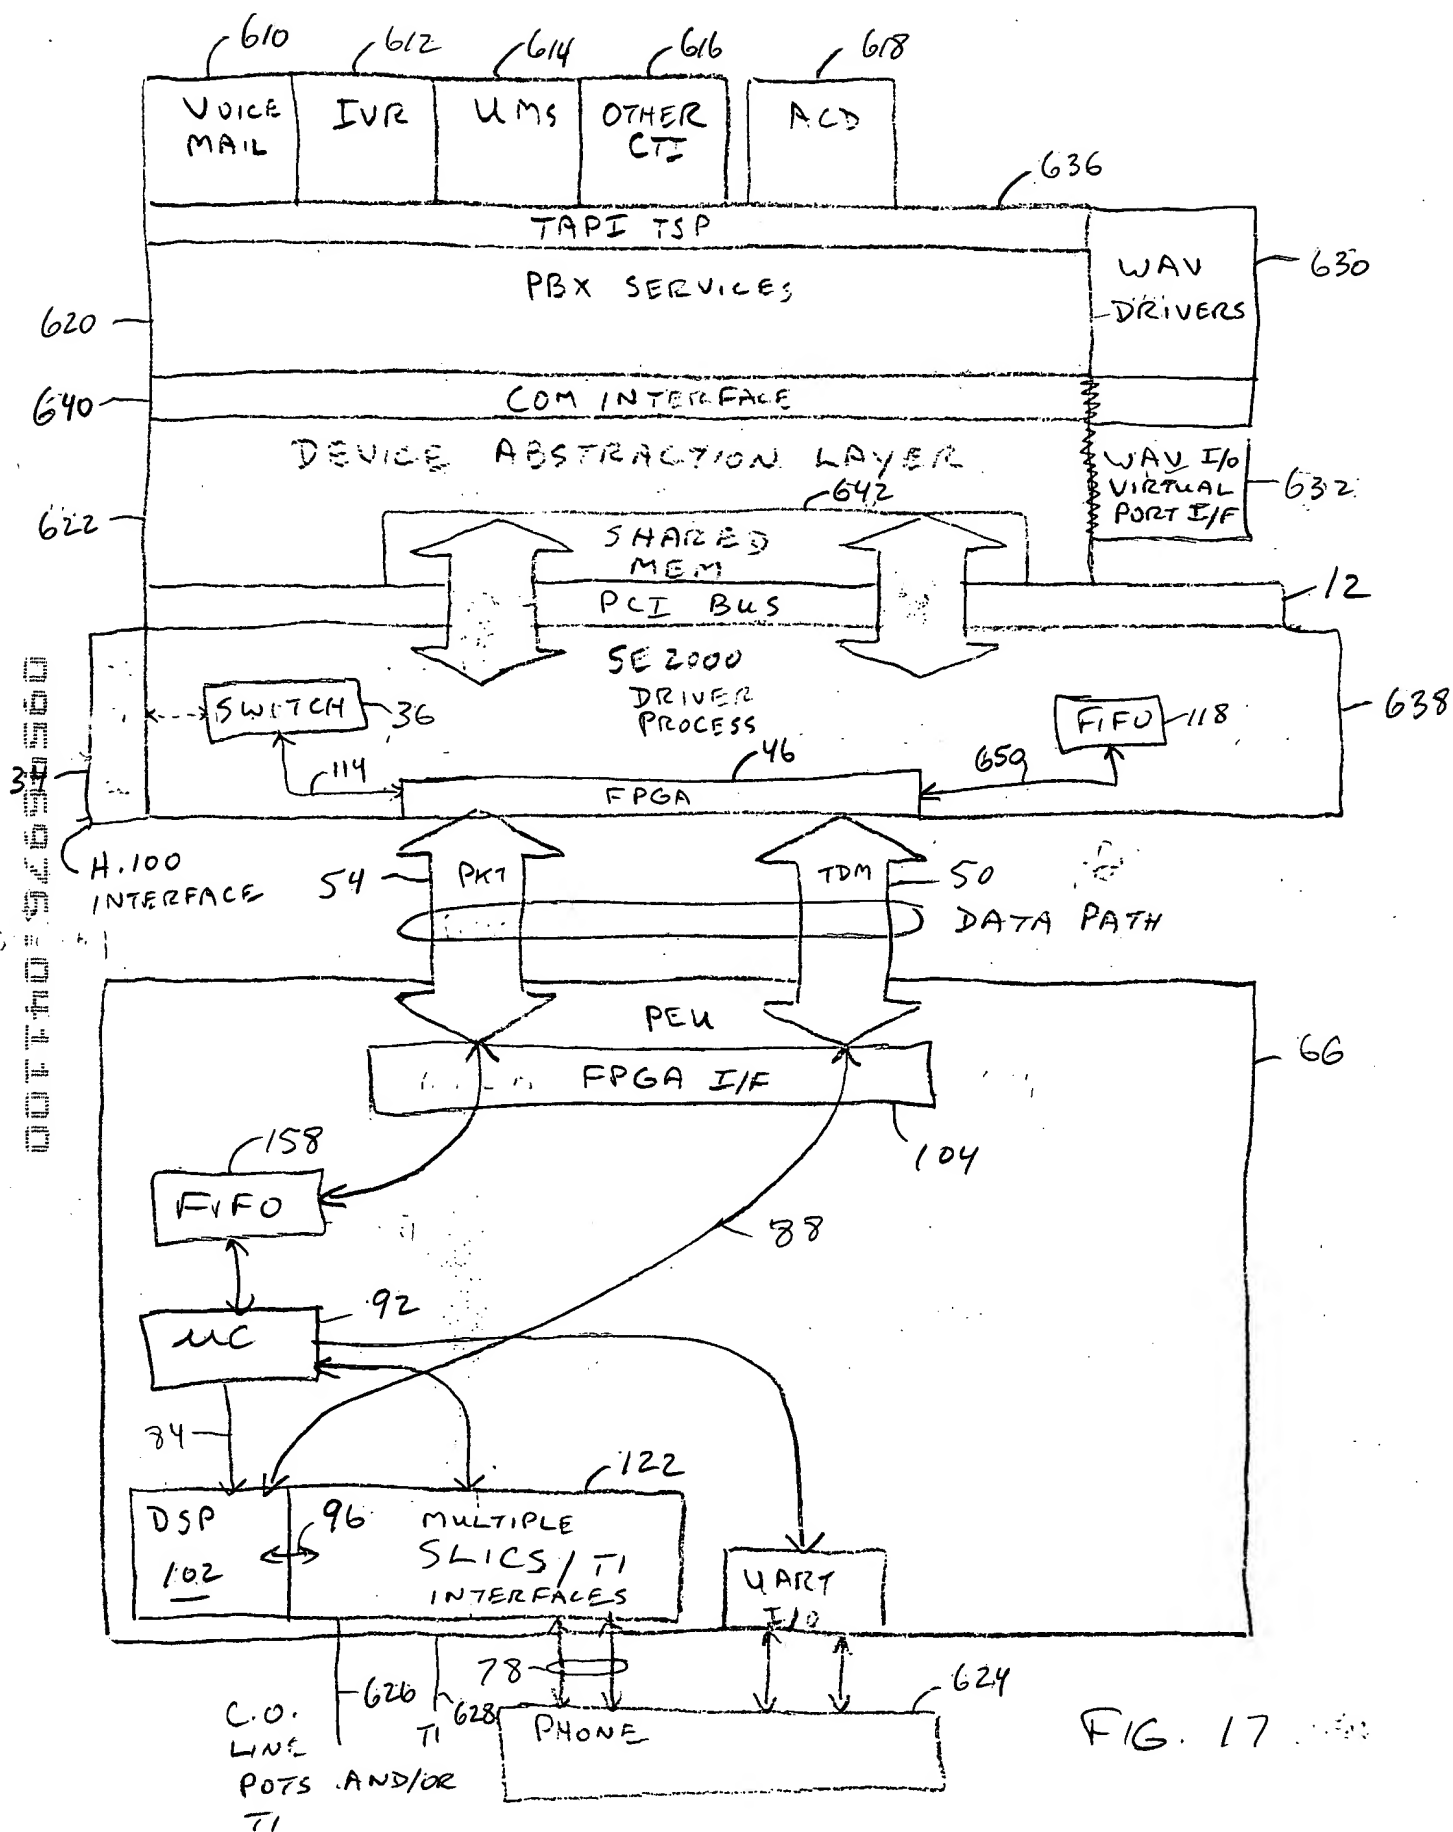 610
612
614
616
618
VOICE
MAIL
IVR
UMS
OTHER
CTI
ACD
636
TAPI TSP
WAV
DRIVERS
630
PBX SERVICES
620
640
COM INTERFACE
DEVICE ABSTRACTION LAYER
WAV I/O
VIRTUAL
PORT I/F
632
642
622
SHARED
MEM
PCI BUS
12
SE2000
DRIVER
PROCESS
SWITCH
36
FIFO
118
638
114
46
650
FPGA
H.100
INTERFACE
54
PKT
TDM
50
DATA PATH
PEU
66
FPGA I/F
104
158
FIFO
88
92
UC
84
122
DSP
102
96
MULTIPLE
SLICS/T1
INTERFACES
UART
I/O
78
626
628
624
C.O.
LINE
POTS AND/OR
T1
T1
PHONE
FIG. 17